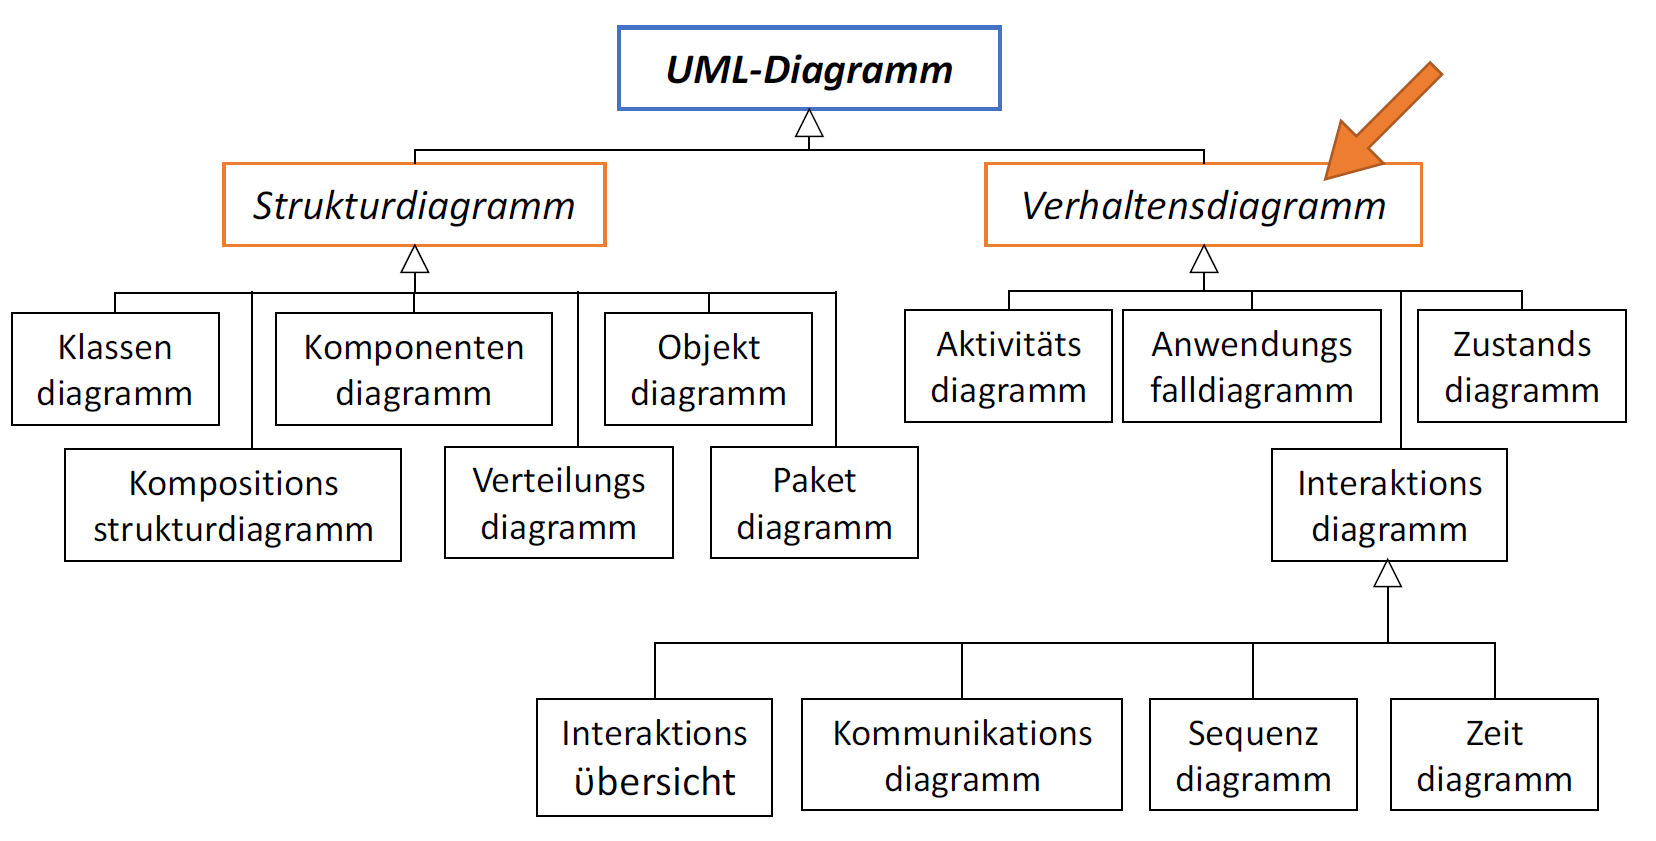 UML-Diagramm
Strukturdiagramm
Verhaltensdiagramm
Klassen
diagramm
Komponenten
diagramm
Objekt
diagramm
Aktivitäts
diagramm
Anwendungs
falldiagramm
Zustands
diagramm
Kompositions
strukturdiagramm
Verteilungs
diagramm
Paket
diagramm
Interaktions
diagramm
Interaktions
übersicht
Kommunikations
diagramm
Sequenz
diagramm
Zeit
diagramm